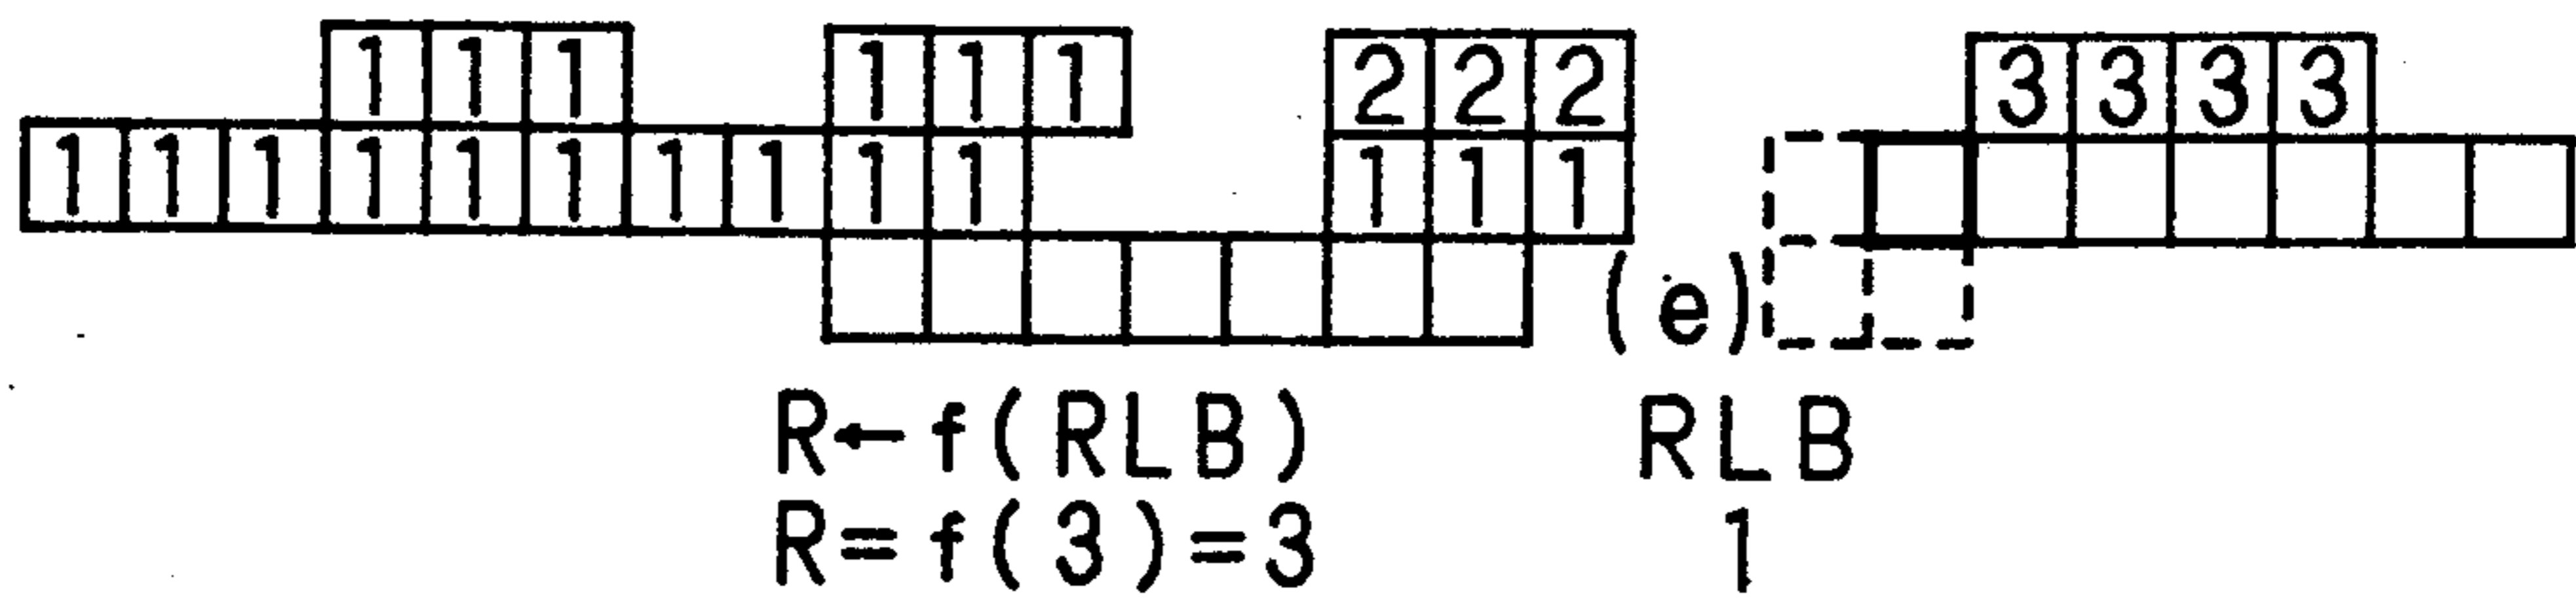 1 1 1 1 1 1 2 2 2 3 3 3 3
1 1 1 1 1 1 1 1 1 1 1 1 1
(e)
R←f(RLB) RLB
R=f(3)=3 1